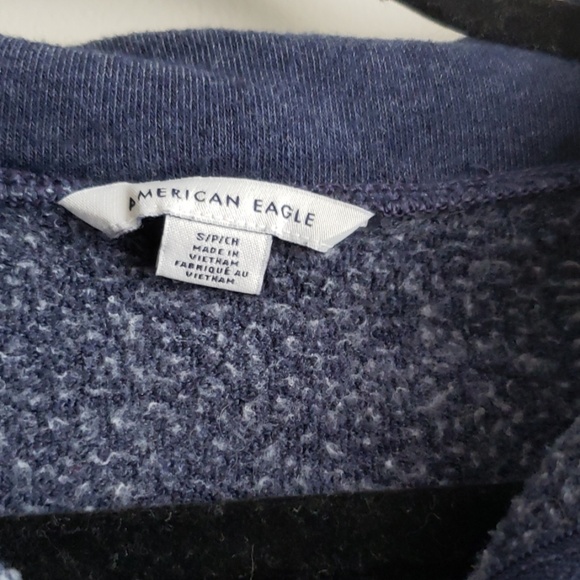 AMERICAN EAGLE
S/P/CH
MADE IN
VIETNAM
FABRIQUÉ AU
VIETNAM